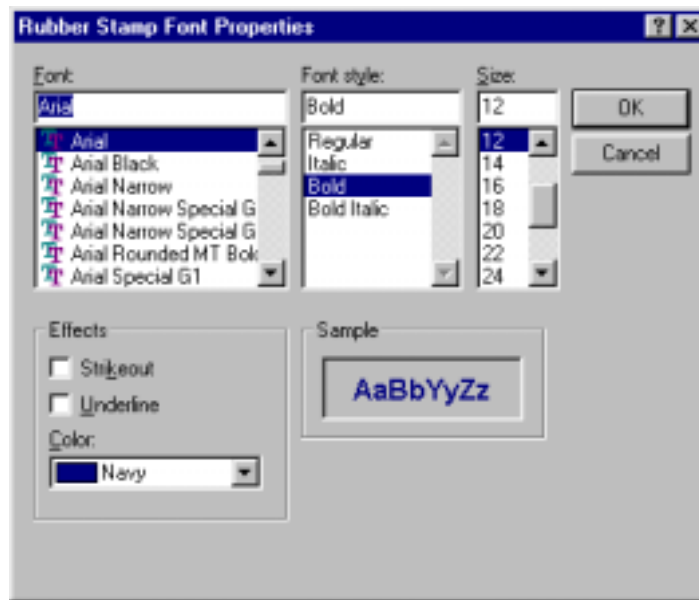 Rubber Stamp Font Properties
Font:
Arial
Arial
Arial Black
Arial Narrow
Arial Narrow Special G
Arial Narrow Special G
Arial Rounded MT Bol
Arial Special G1
Font style:
Bold
Regular
Italic
Bold
Bold Italic
Size:
12
12
14
16
18
20
22
24
OK
Cancel
Effects
Strikeout
Underline
Color:
Navy
Sample
AaBbYyZz